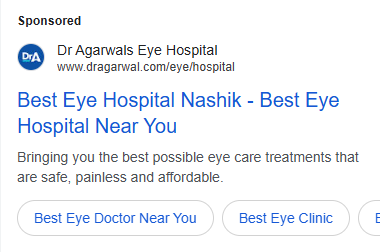 Sponsored
DrA
Dr Agarwals Eye Hospital
www.dragarwal.com/eye/hospital
Best Eye Hospital Nashik - Best Eye
Hospital Near You
Bringing you the best possible eye care treatments that
are safe, painless and affordable.
Best Eye Doctor Near You
Best Eye Clinic